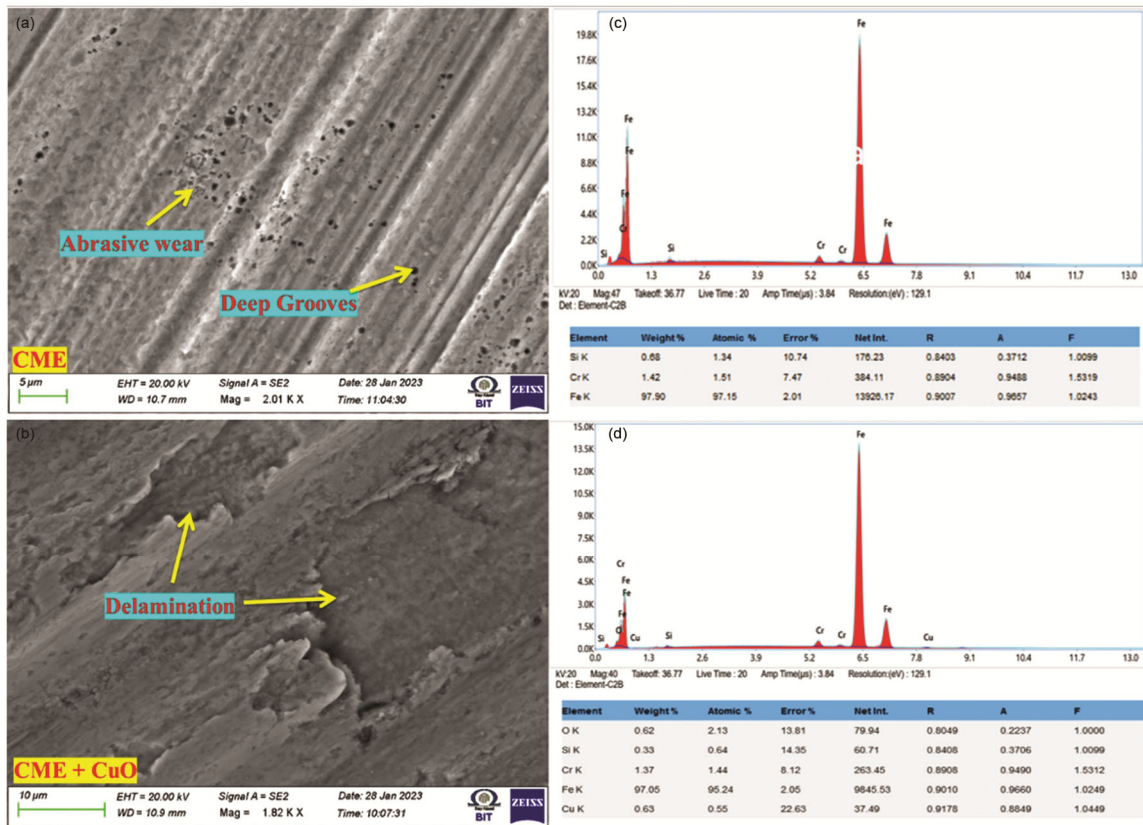 (a)
Abrasive wear
Deep Grooves
CME
5 µm
EHT = 20.00 kV
Signal A = SE2
Date: 28 Jan 2023
WD = 10.7 mm
Mag = 2.01 K X
Time: 11:04:30
BIT
ZEISS
(c)
19.8K
17.6K
15.4K
13.2K
11.0K
8.8K
6.6K
4.4K
2.2K
0.0K
Fe
Fe
Fe
Fe
Cr
Si
Si
Cr
Cr
Fe
1.3 2.6 3.9 5.2 6.5 7.8 9.1 10.4 11.7 13.0
kV:20 Mag:47 Takeoff: 36.77 Live Time : 20 Amp Time(µs) : 3.84 Resolution:(eV) : 129.1
Det : Element-C2B
Element Weight % Atomic % Error % Net Int. R A F
Si K 0.68 1.34 10.74 176.23 0.8403 0.3712 1.0099
Cr K 1.42 1.51 7.47 384.11 0.8904 0.9488 1.5319
Fe K 97.90 97.15 2.01 13926.17 0.9007 0.9657 1.0243
(b)
Delamination
CME + CuO
10 µm
EHT = 20.00 kV
Signal A = SE2
Date: 28 Jan 2023
WD = 10.9 mm
Mag = 1.82 K X
Time: 10:07:31
BIT
ZEISS
(d)
15.0K
13.5K
12.0K
10.5K
9.0K
7.5K
6.0K
4.5K
3.0K
1.5K
0.0K
Fe
Cr
Fe
Fe
Fe
O
Si
Cu
Si
Cr
Cr
Fe
Cu
0.0 1.3 2.6 3.9 5.2 6.5 7.8 9.1 10.4 11.7 13.0
kV:20 Mag:40 Takeoff: 36.77 Live Time : 20 Amp Time(µs) : 3.84 Resolution:(eV) : 129.1
Det : Element-C2B
Element Weight % Atomic % Error % Net Int. R A F
O K 0.62 2.13 13.81 79.94 0.8049 0.2237 1.0000
Si K 0.33 0.64 14.35 60.71 0.8408 0.3706 1.0099
Cr K 1.37 1.44 8.12 263.45 0.8908 0.9490 1.5312
Fe K 97.05 95.24 2.05 9845.53 0.9010 0.9660 1.0249
Cu K 0.63 0.55 22.63 37.49 0.9178 0.8849 1.0449